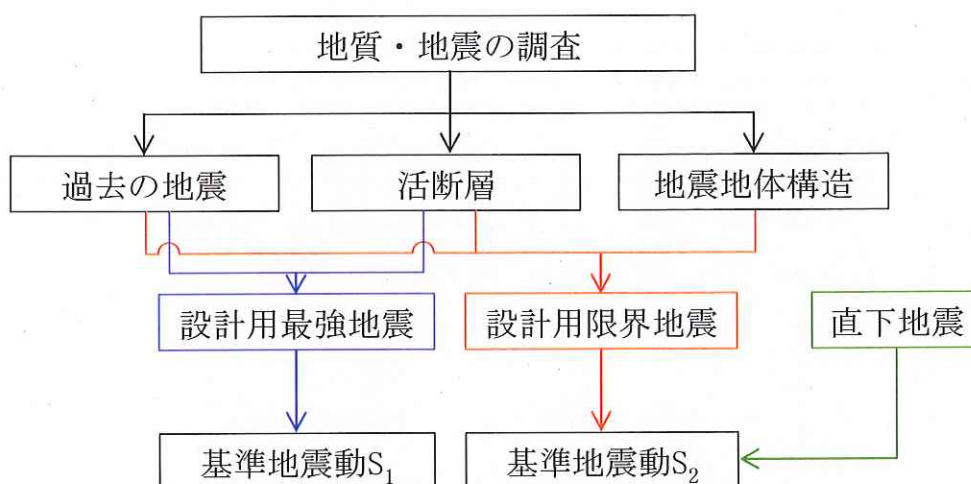 地質・地震の調査
過去の地震
活断層
地震地体構造
設計用最強地震
設計用限界地震
直下地震
基準地震動S₁
基準地震動S₂